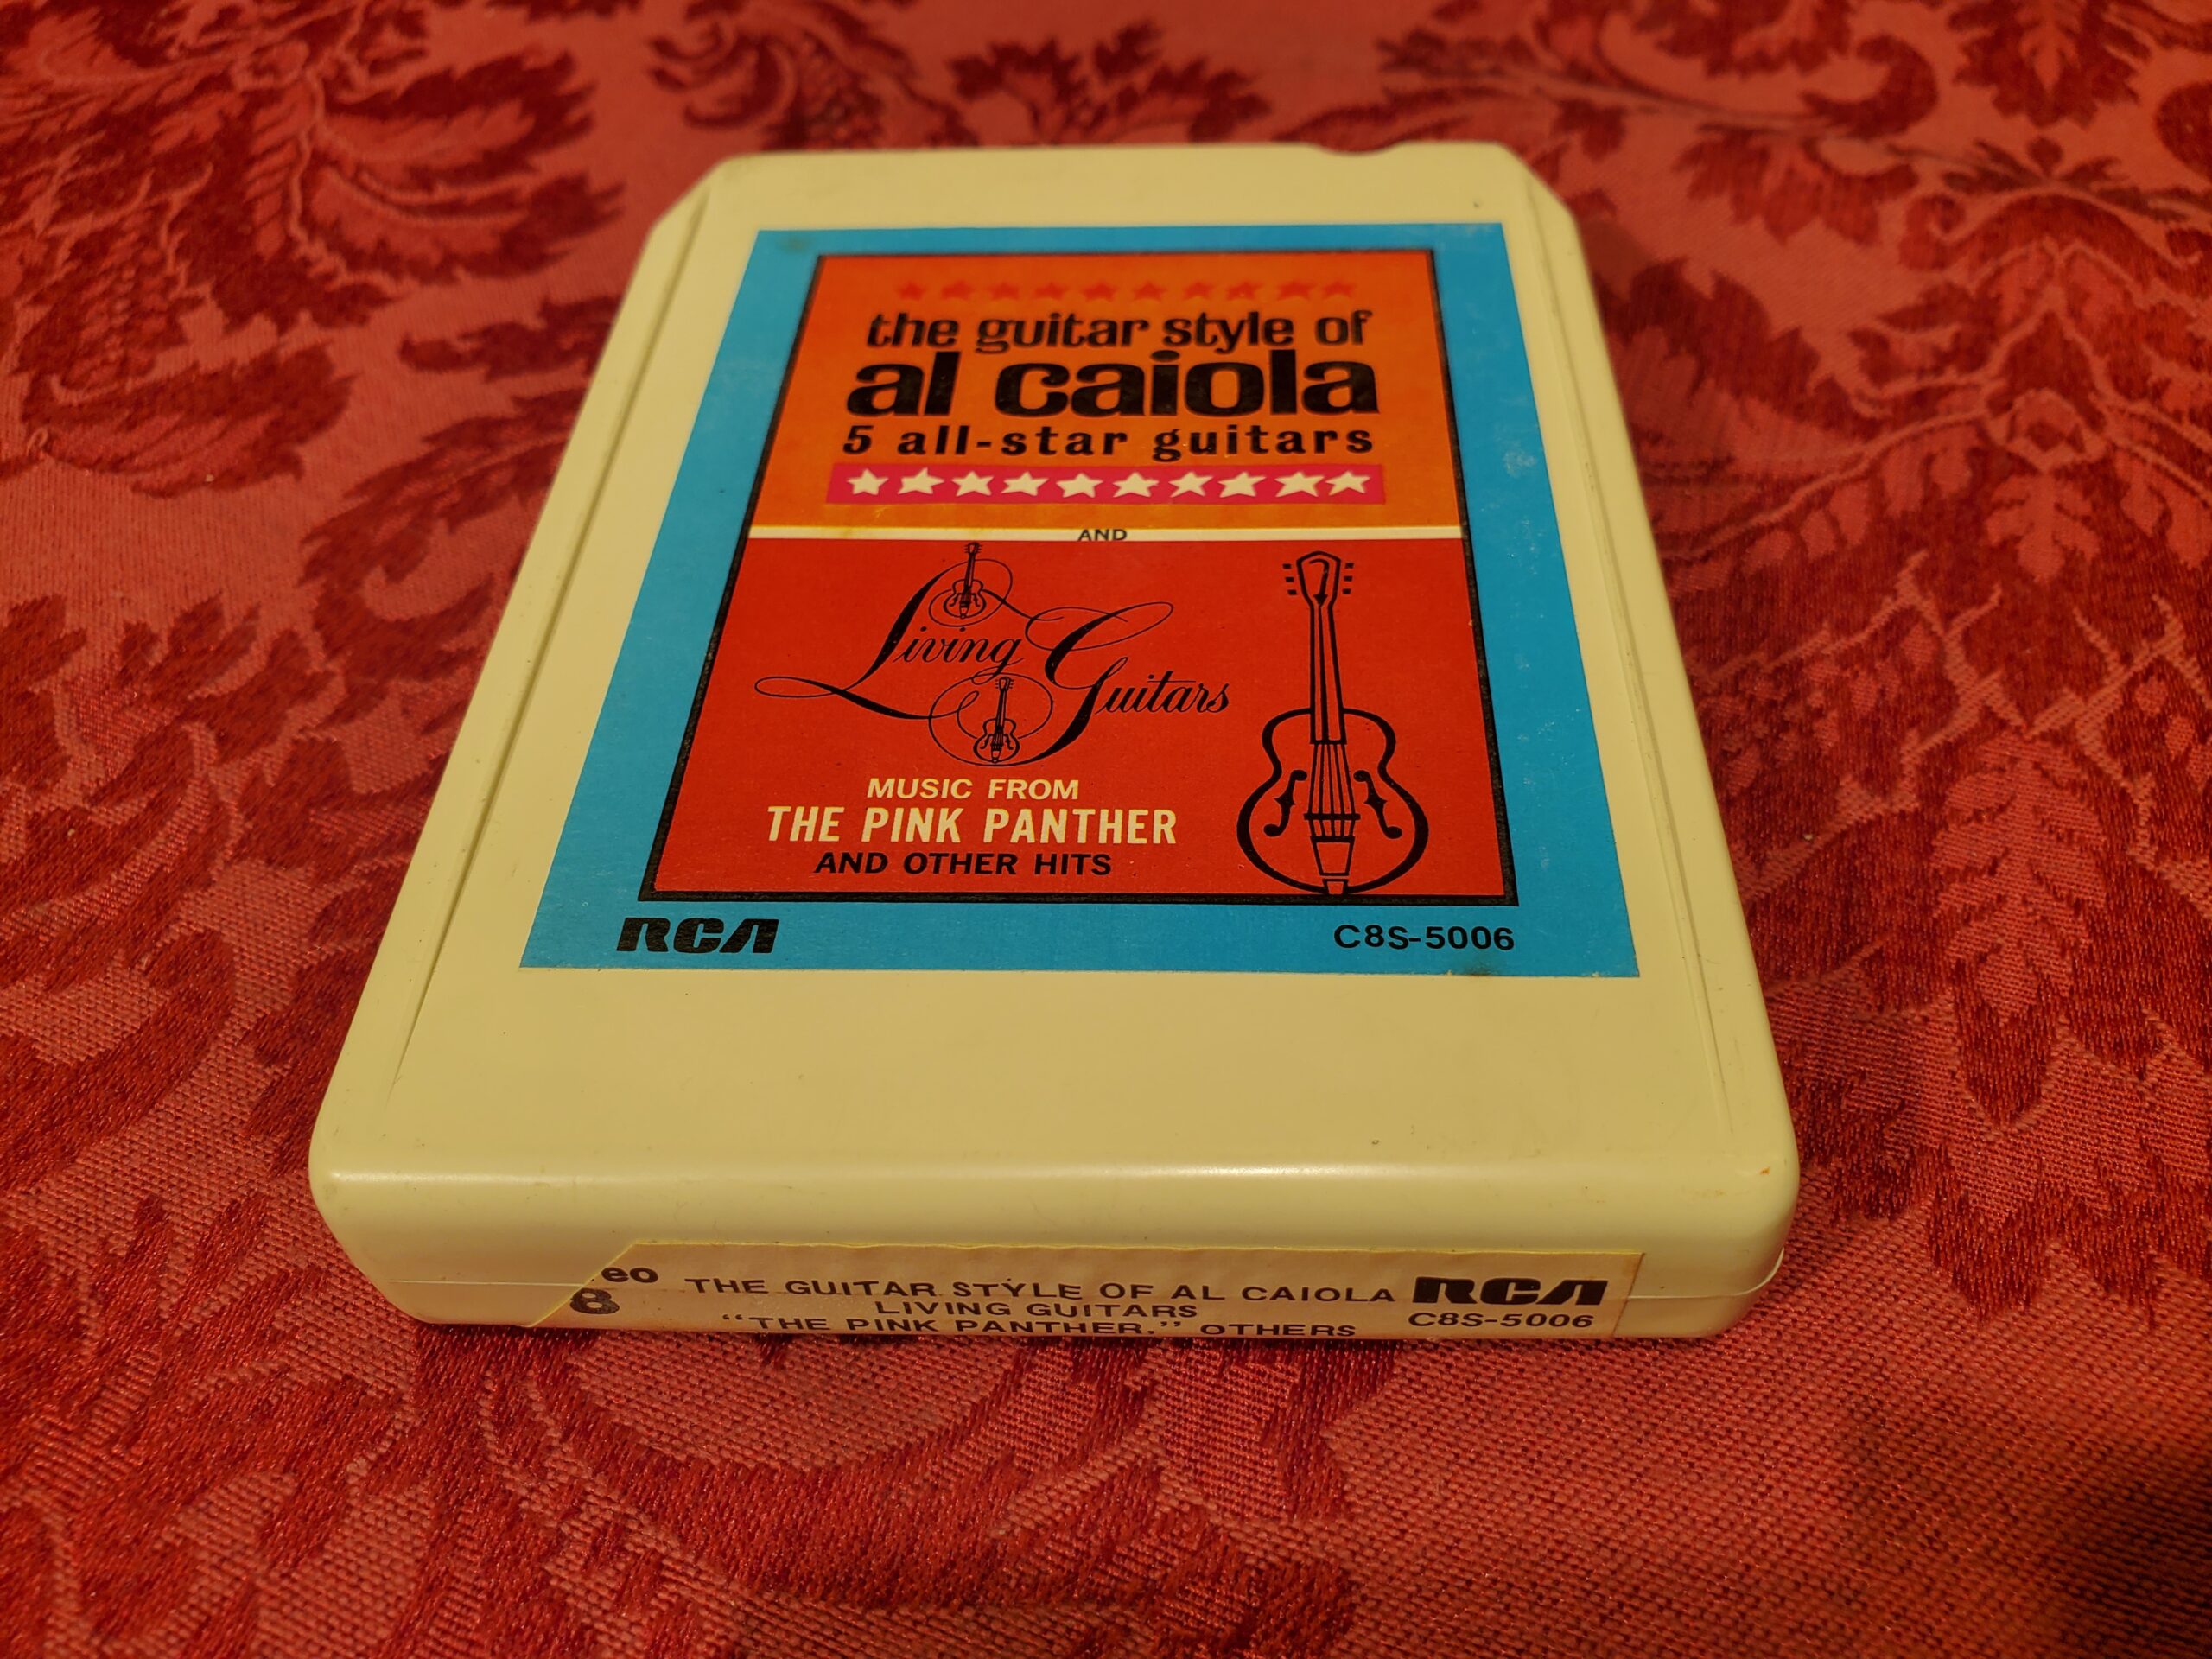 the guitar style of
al caiola
5 all-star guitars
AND
Living Guitars
MUSIC FROM
THE PINK PANTHER
AND OTHER HITS
RCA
C8S-5006
eo
8
THE GUITAR STYLE OF AL CAIOLA
LIVING GUITARS
“THE PINK PANTHER,” OTHERS
RCA
C8S-5006